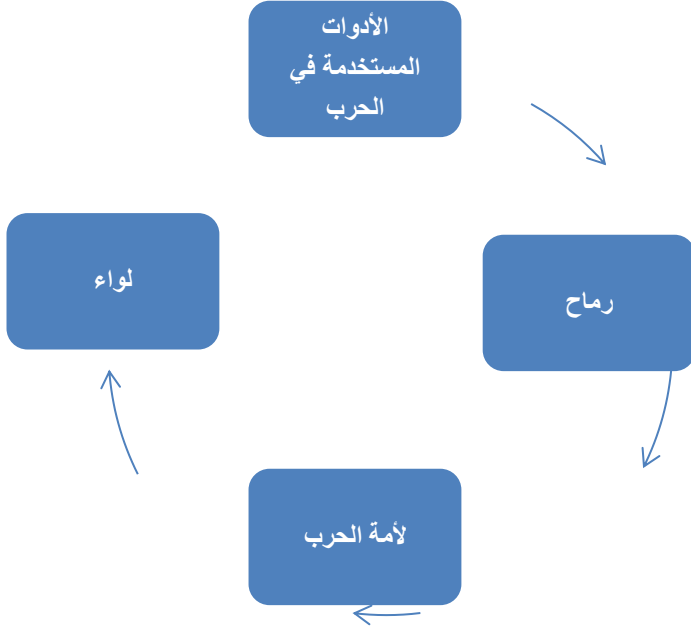 الأدوات
المستخدمة في
الحرب
رماح
لأمة الحرب
لواء